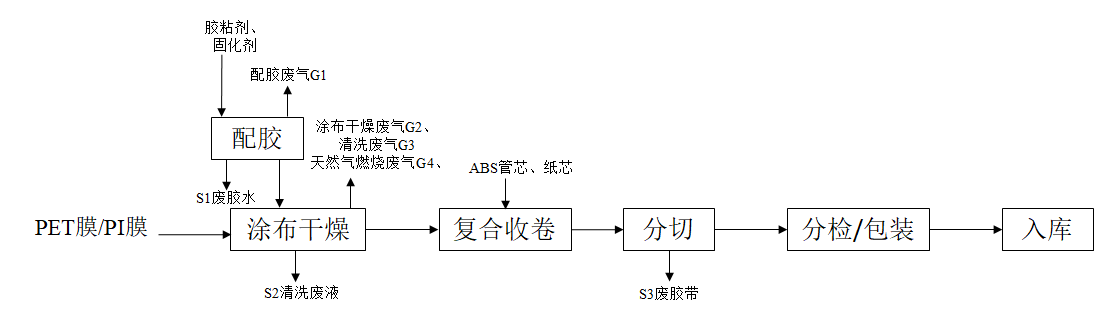 胶粘剂、
固化剂
配胶废气G1
配胶
涂布干燥废气G2、
清洗废气G3
天然气燃烧废气G4、
ABS管芯、纸芯
S1废胶水
PET膜/PI膜
涂布干燥
复合收卷
分切
分检/包装
入库
S2清洗废液
S3废胶带